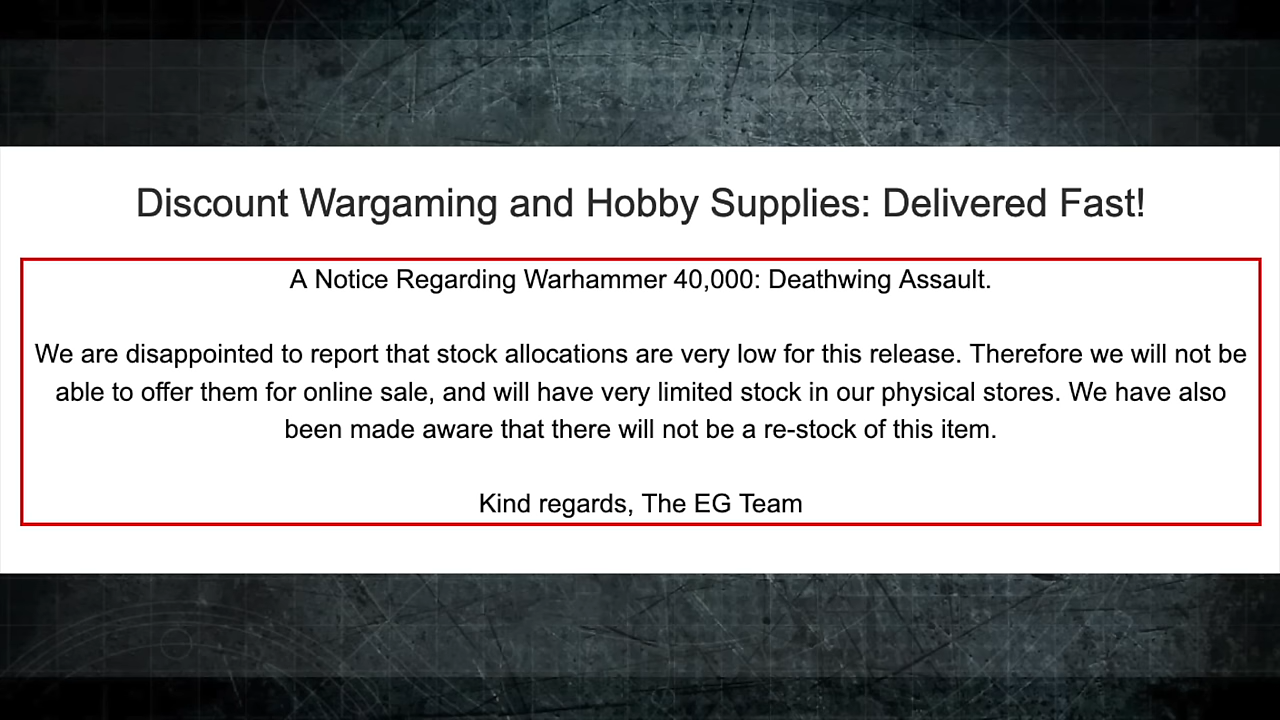 Discount Wargaming and Hobby Supplies: Delivered Fast!
A Notice Regarding Warhammer 40,000: Deathwing Assault.
We are disappointed to report that stock allocations are very low for this release. Therefore we will not be
able to offer them for online sale, and will have very limited stock in our physical stores. We have also
been made aware that there will not be a re-stock of this item.
Kind regards, The EG Team